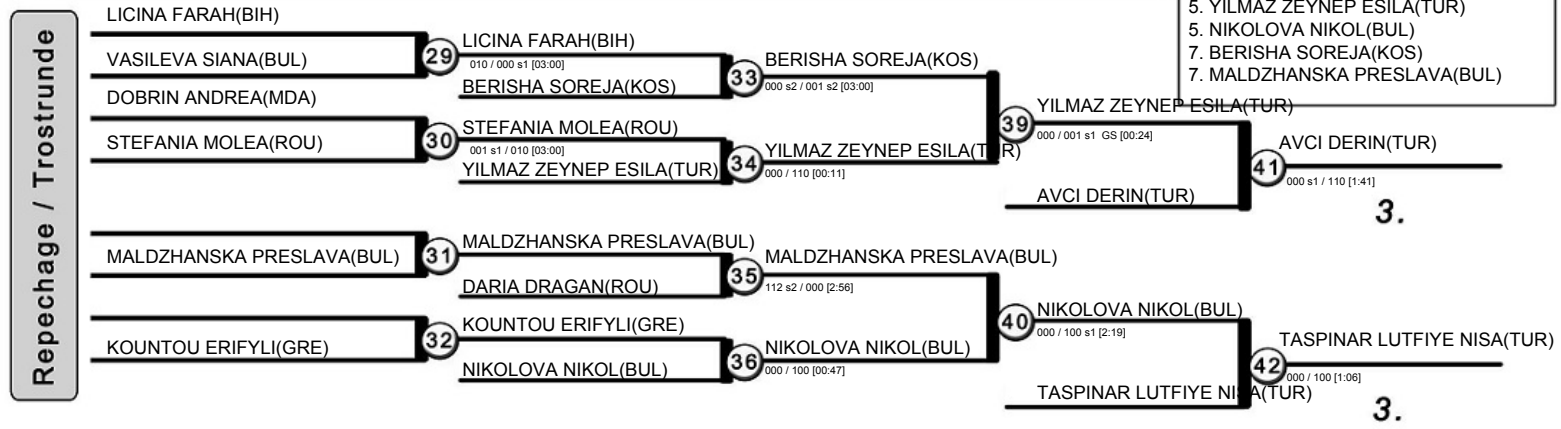 Repechage / Trostrunde
5. YILMAZ ZEYNEP ESILA(TUR)
5. NIKOLOVA NIKOL(BUL)
7. BERISHA SOREJA(KOS)
7. MALDZHANSKA PRESLAVA(BUL)
LICINA FARAH(BIH)
VASILEVA SIANA(BUL)
DOBRIN ANDREA(MDA)
STEFANIA MOLEA(ROU)
MALDZHANSKA PRESLAVA(BUL)
KOUNTOU ERIFYLI(GRE)
29
LICINA FARAH(BIH)
010 / 000 s1 [03:00]
BERISHA SOREJA(KOS)
30
STEFANIA MOLEA(ROU)
001 s1 / 010 [03:00]
YILMAZ ZEYNEP ESILA(TUR)
31
MALDZHANSKA PRESLAVA(BUL)
DARIA DRAGAN(ROU)
32
KOUNTOU ERIFYLI(GRE)
NIKOLOVA NIKOL(BUL)
33
BERISHA SOREJA(KOS)
000 s2 / 001 s2 [03:00]
34
YILMAZ ZEYNEP ESILA(TUR)
000 / 110 [00:11]
35
MALDZHANSKA PRESLAVA(BUL)
112 s2 / 000 [2:56]
36
NIKOLOVA NIKOL(BUL)
000 / 100 [00:47]
39
YILMAZ ZEYNEP ESILA(TUR)
000 / 001 s1 GS [00:24]
AVCI DERIN(TUR)
40
NIKOLOVA NIKOL(BUL)
000 / 100 s1 [2:19]
TASPINAR LUTFIYE NISA(TUR)
41
AVCI DERIN(TUR)
000 s1 / 110 [1:41]
3.
42
TASPINAR LUTFIYE NISA(TUR)
000 / 100 [1:06]
3.